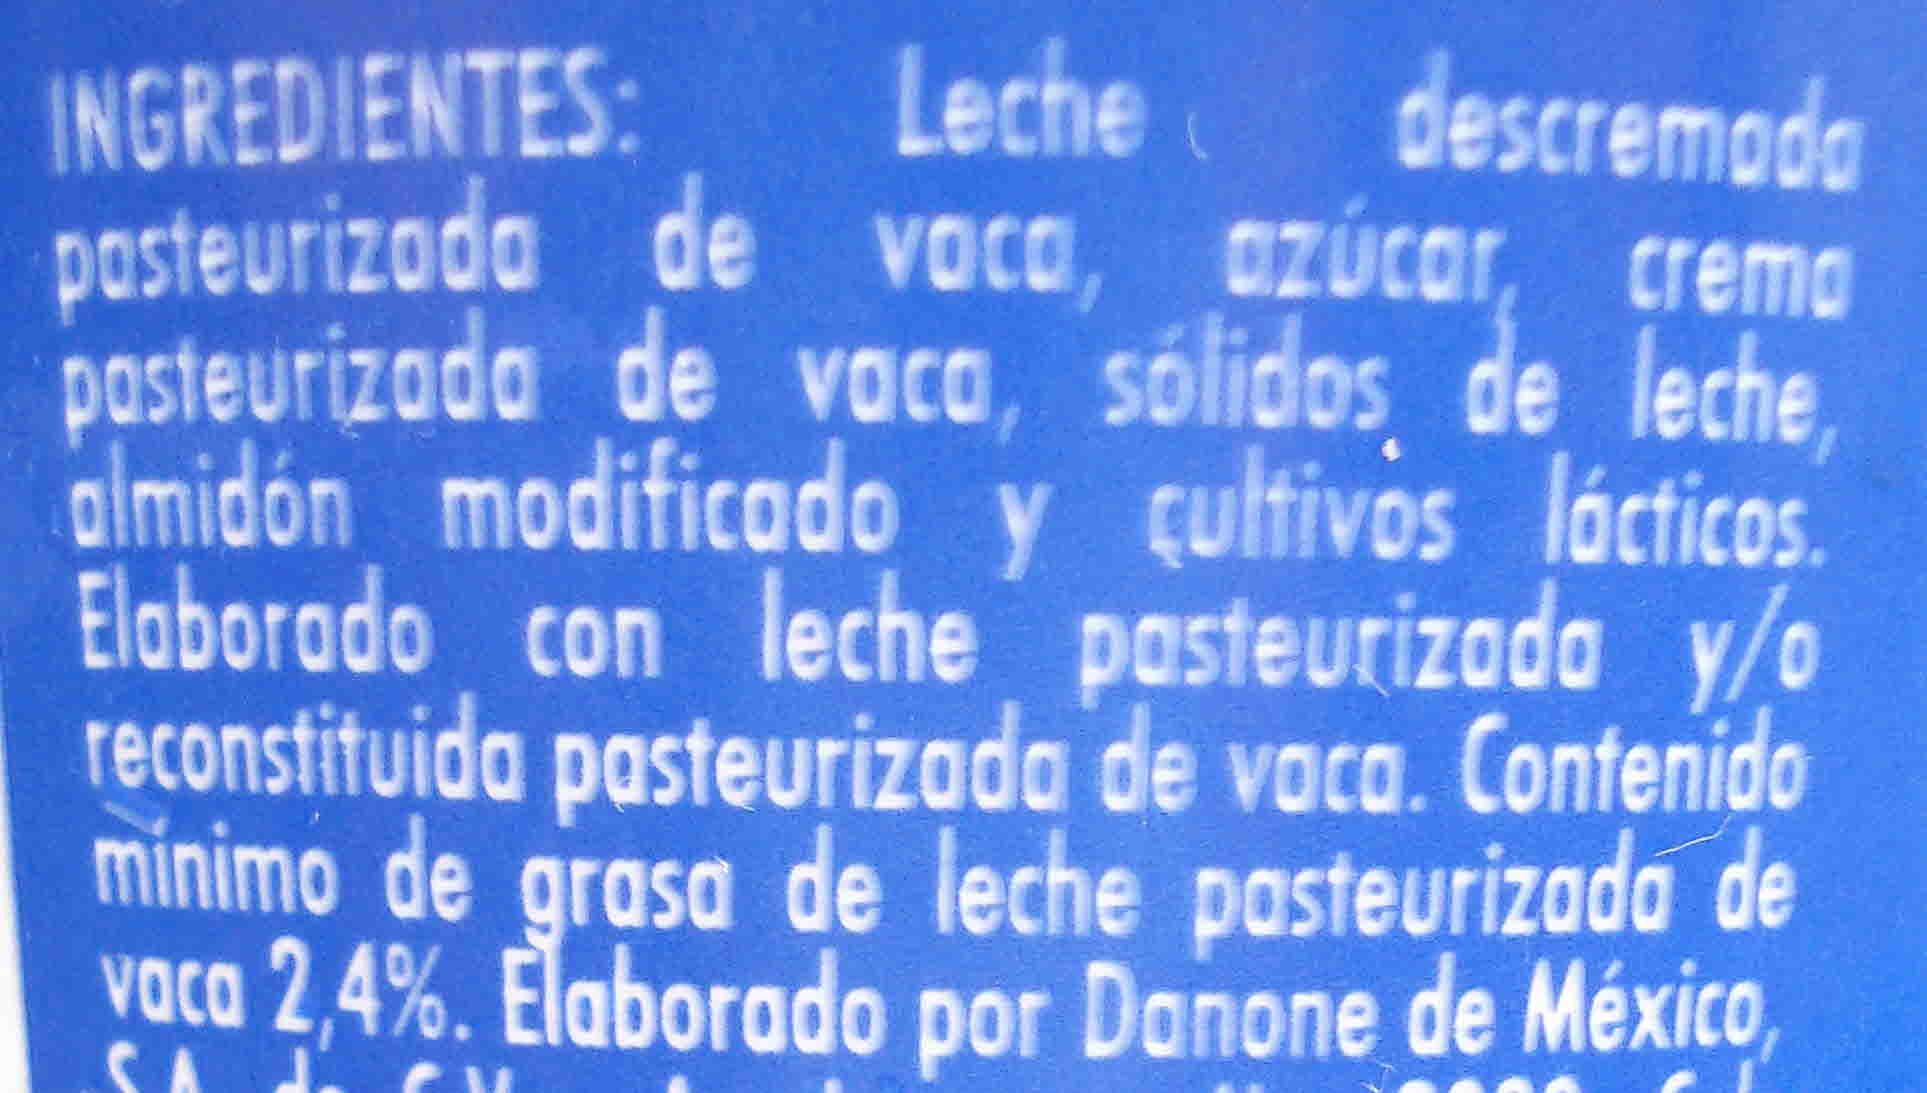 INGREDIENTES: Leche descremada
pasteurizada de vaca, azúcar, crema
pasteurizada de vaca, sólidos de leche,
almidón modificado y cultivos lácticos.
Elaborado con leche pasteurizada y/o
reconstituida pasteurizada de vaca. Contenido
mínimo de grasa de leche pasteurizada de
vaca 2,4%. Elaborado por Danone de México,
S.A. de C.V.